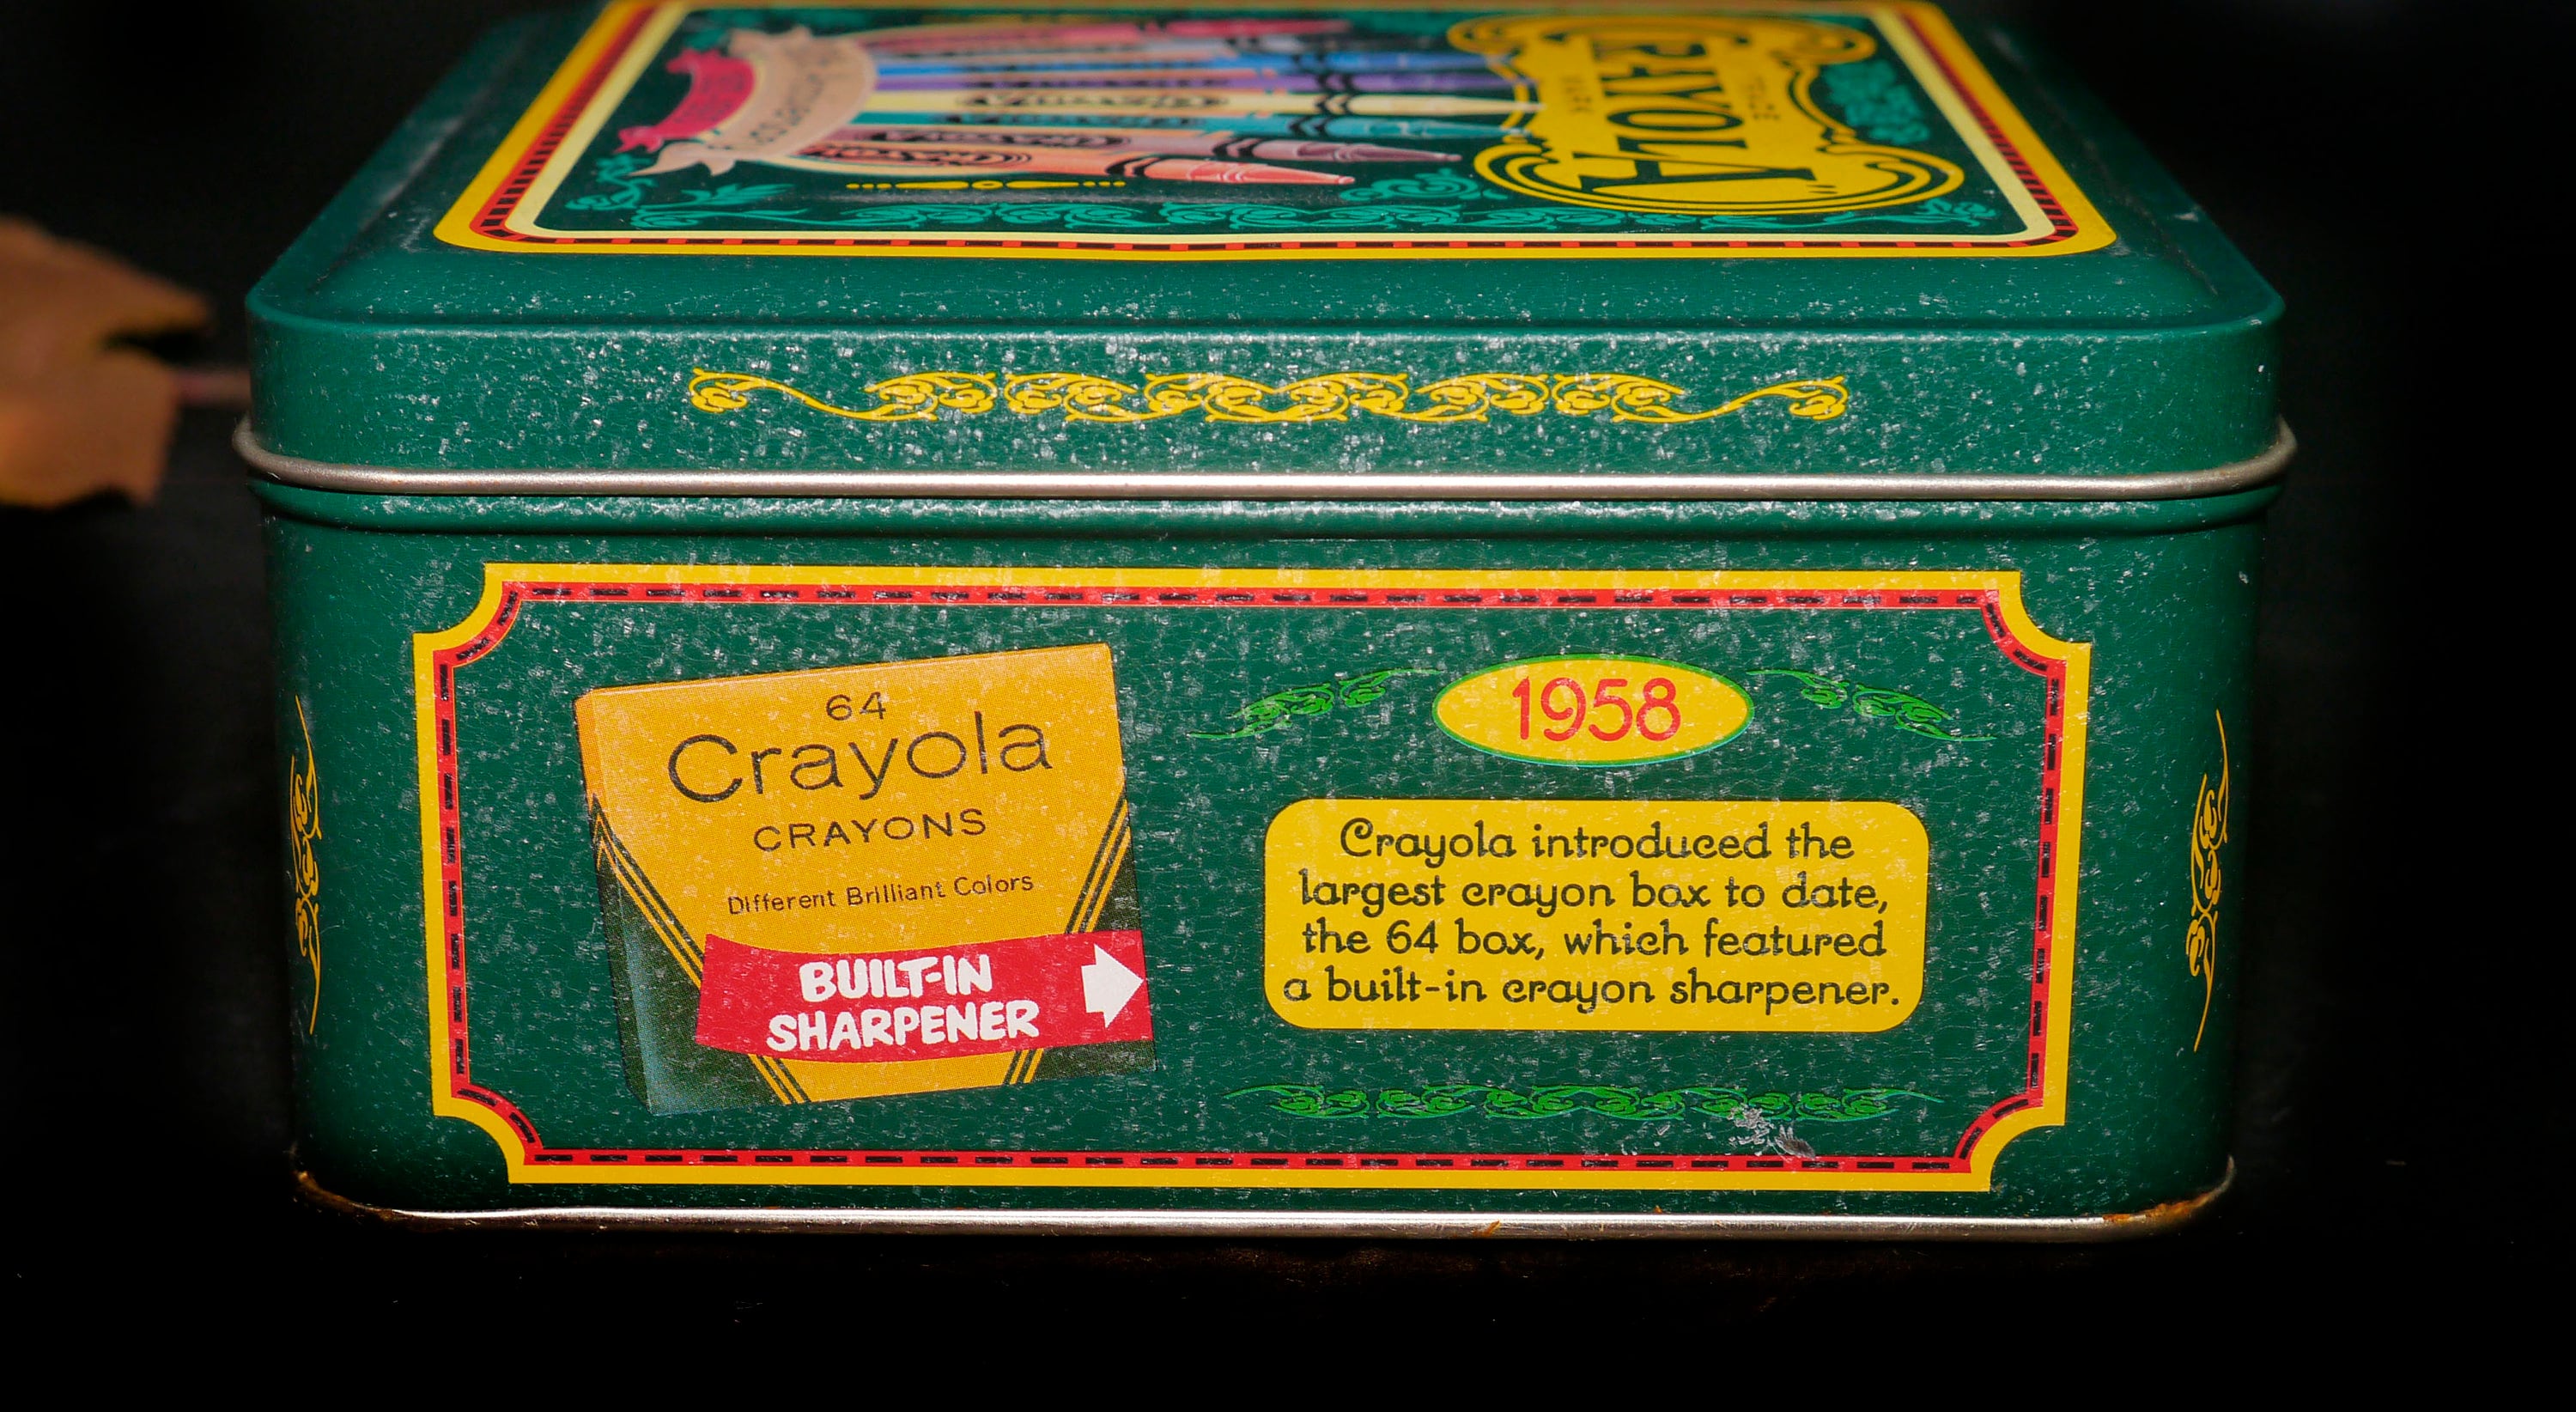 CRAYOLA
64
Crayola
CRAYONS
Different Brilliant Colors
BUILT-IN
SHARPENER
1958
Crayola introduced the
largest crayon box to date,
the 64 box, which featured
a built-in crayon sharpener.